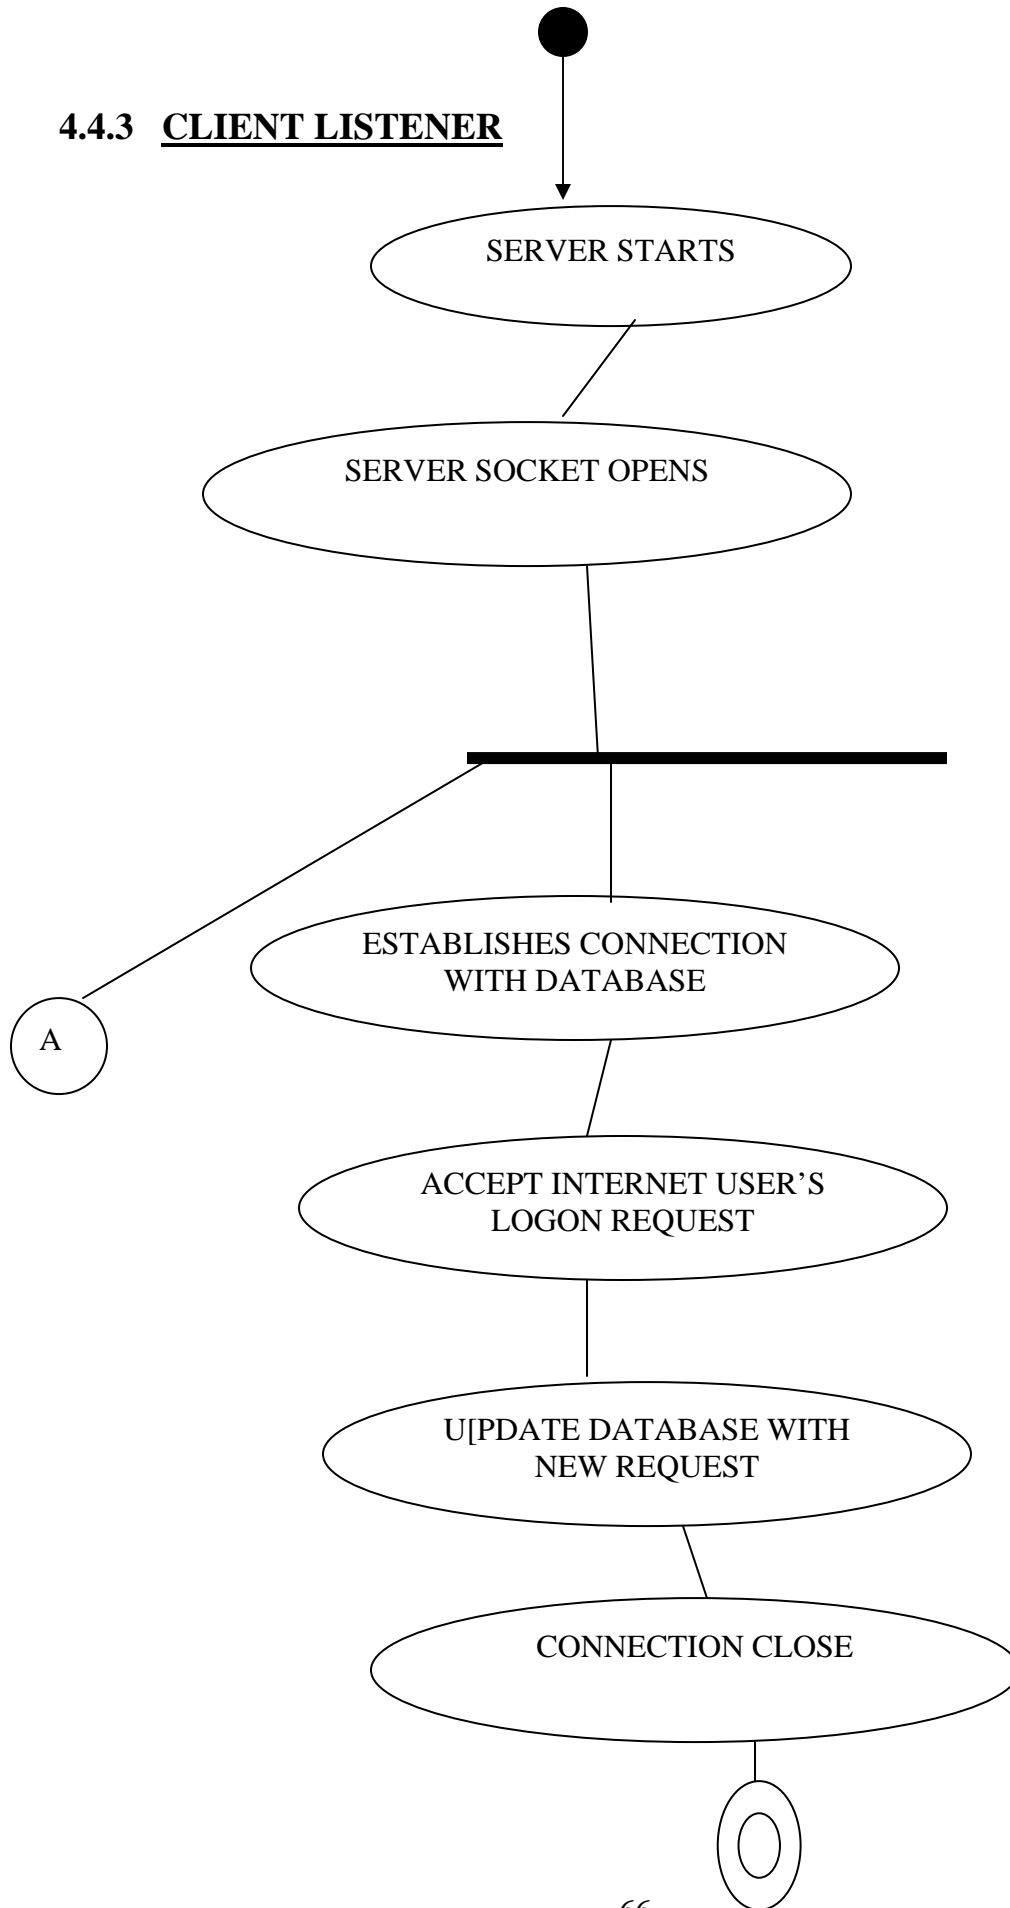 4.4.3 CLIENT LISTENER
SERVER STARTS
SERVER SOCKET OPENS
ESTABLISHES CONNECTION
WITH DATABASE
A
ACCEPT INTERNET USER’S
LOGON REQUEST
U[PDATE DATABASE WITH
NEW REQUEST
CONNECTION CLOSE